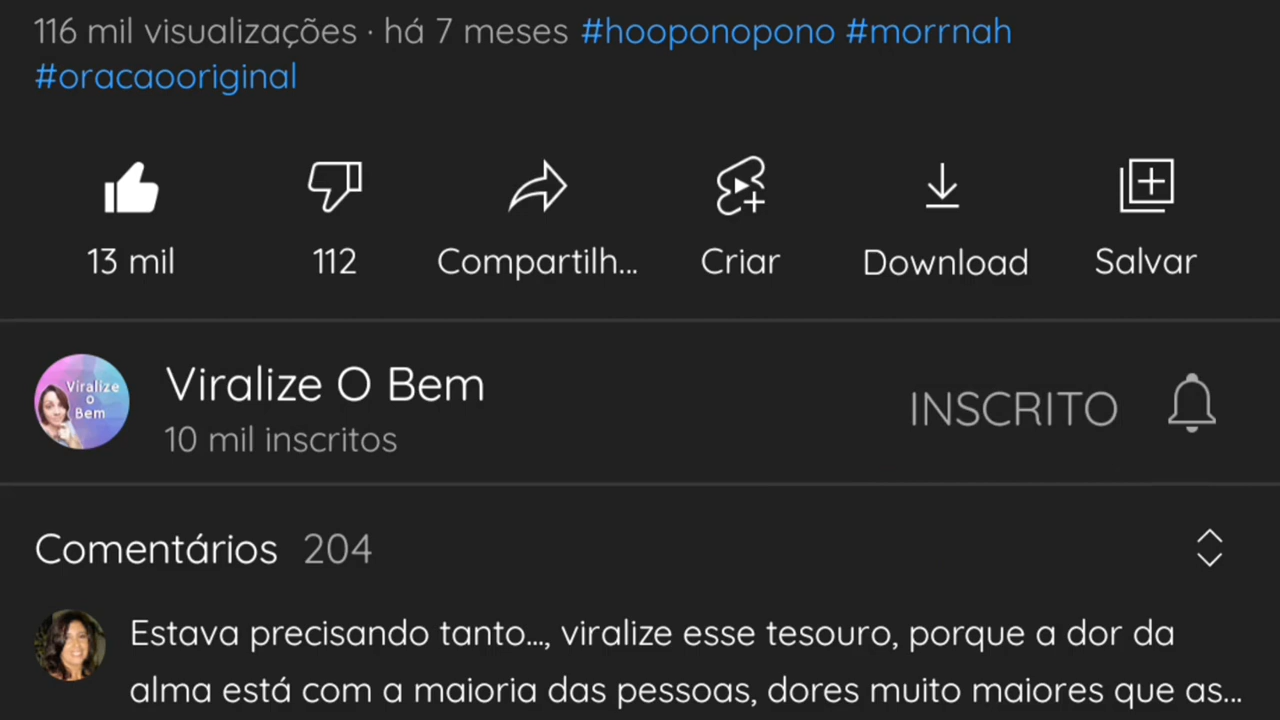 116 mil visualizações · há 7 meses #hooponopono #morrnah
#oracaooriginal
13 mil 112 Compartilh... Criar Download Salvar
Viralize
o
Bem
Viralize O Bem
10 mil inscritos
INSCRITO
Comentários 204
Estava precisando tanto..., viralize esse tesouro, porque a dor da
alma está com a maioria das pessoas, dores muito maiores que as...